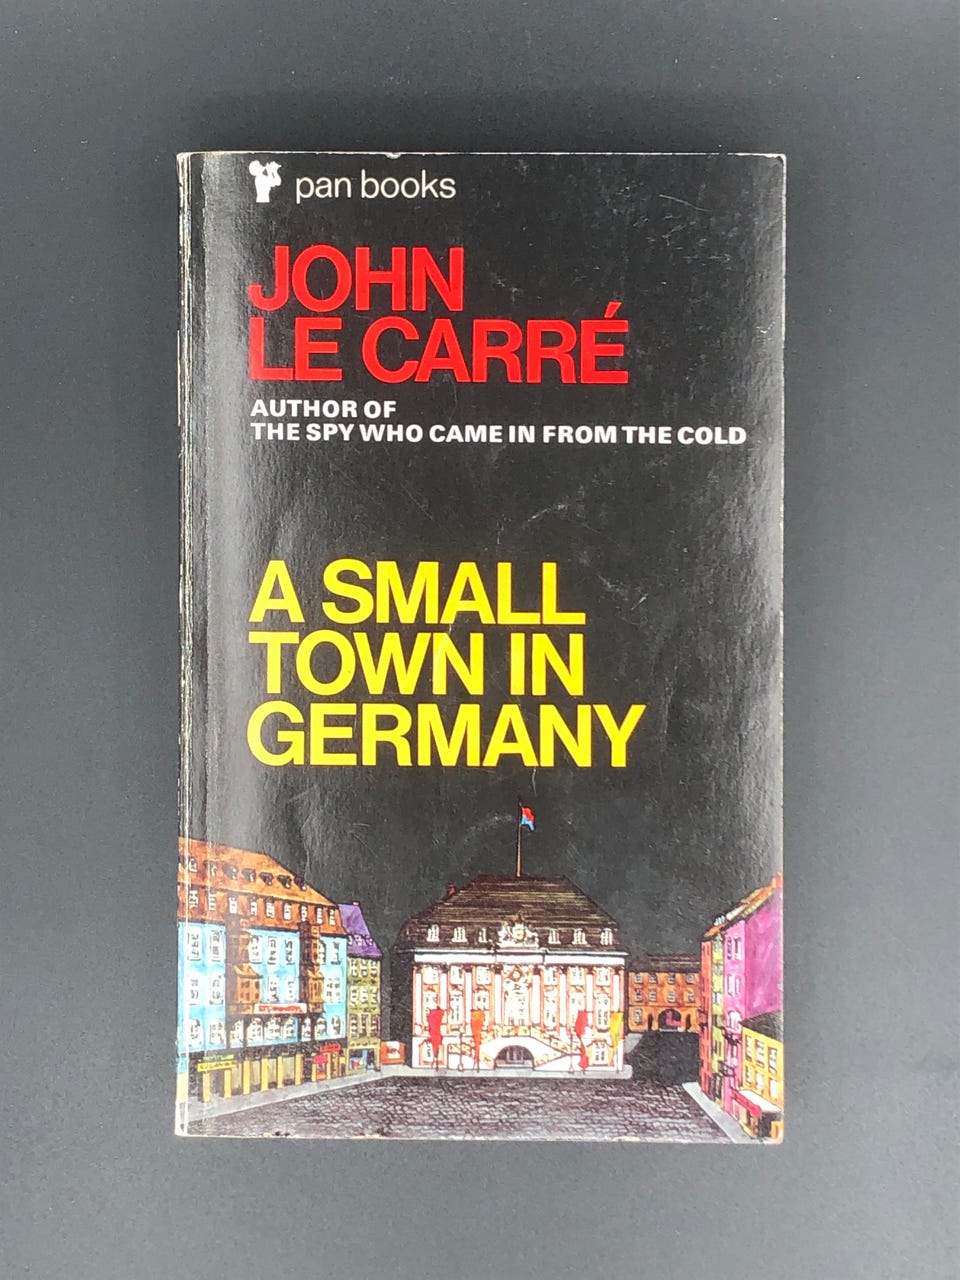 pan books
JOHN
LE CARRÉ
AUTHOR OF
THE SPY WHO CAME IN FROM THE COLD
A SMALL
TOWN IN
GERMANY